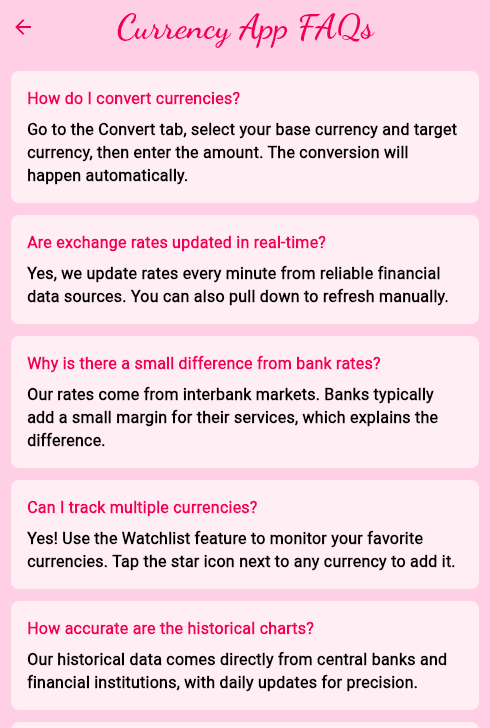 Currency App FAQs
How do I convert currencies?
Go to the Convert tab, select your base currency and target
currency, then enter the amount. The conversion will
happen automatically.
Are exchange rates updated in real-time?
Yes, we update rates every minute from reliable financial
data sources. You can also pull down to refresh manually.
Why is there a small difference from bank rates?
Our rates come from interbank markets. Banks typically
add a small margin for their services, which explains the
difference.
Can I track multiple currencies?
Yes! Use the Watchlist feature to monitor your favorite
currencies. Tap the star icon next to any currency to add it.
How accurate are the historical charts?
Our historical data comes directly from central banks and
financial institutions, with daily updates for precision.